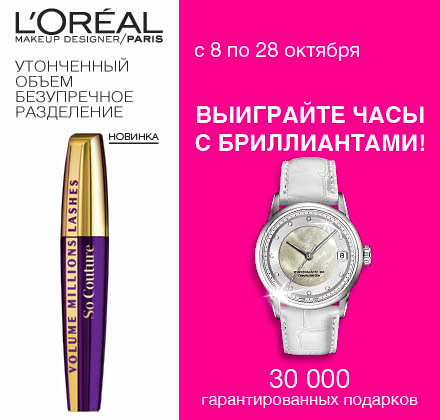 L'ORÉAL
MAKEUP DESIGNER/PARIS
УТОНЧЕННЫЙ
ОБЪЕМ
БЕЗУПРЕЧНОЕ
РАЗДЕЛЕНИЕ
НОВИНКА
VOLUME MILLIONS LASHES
So Couture
с 8 по 28 октября
ВЫИГРАЙТЕ ЧАСЫ
С БРИЛЛИАНТАМИ!
30 000
гарантированных подарков